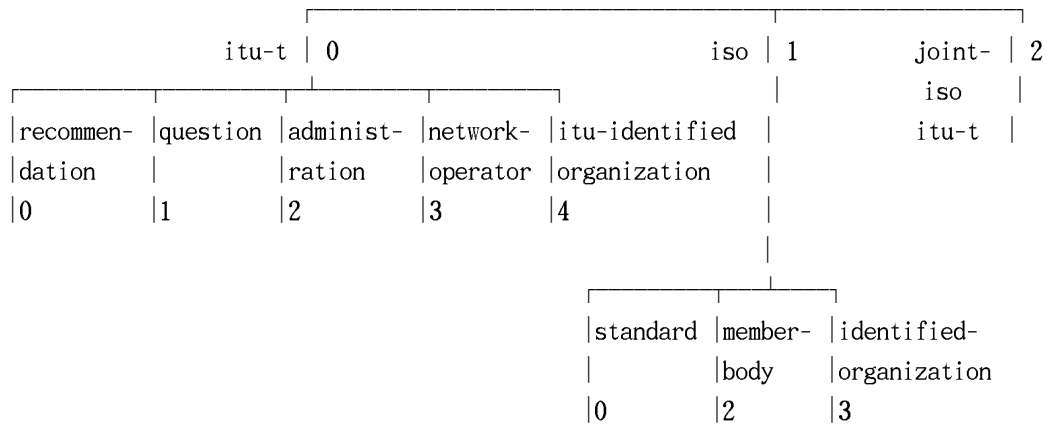 itu-t 0 iso 1 joint- 2
iso
recommen- question administ- network- itu-identified itu-t
dation ration operator organization
0 1 2 3 4
standard member- identified-
body organization
0 2 3